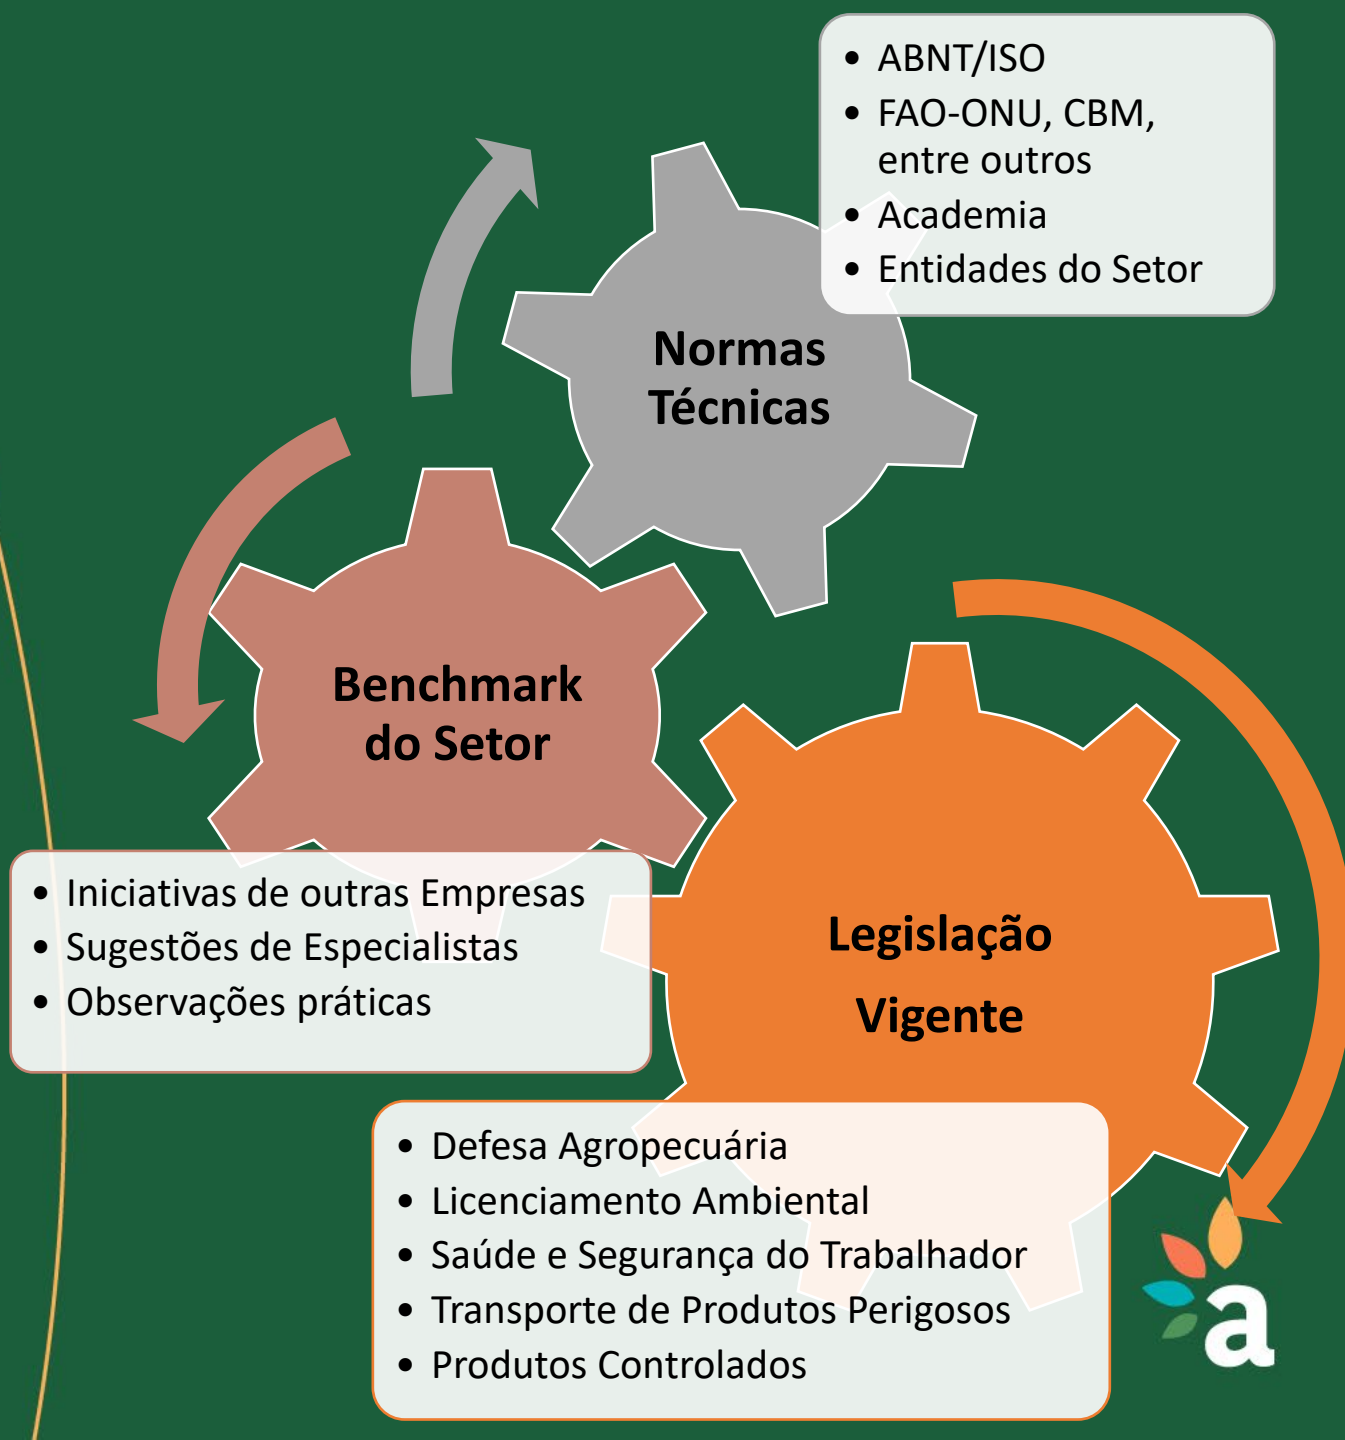 • ABNT/ISO
• FAO-ONU, CBM,
entre outros
• Academia
• Entidades do Setor
Normas
Técnicas
Benchmark
do Setor
• Iniciativas de outras Empresas
• Sugestões de Especialistas
• Observações práticas
Legislação
Vigente
• Defesa Agropecuária
• Licenciamento Ambiental
• Saúde e Segurança do Trabalhador
• Transporte de Produtos Perigosos
• Produtos Controlados
a